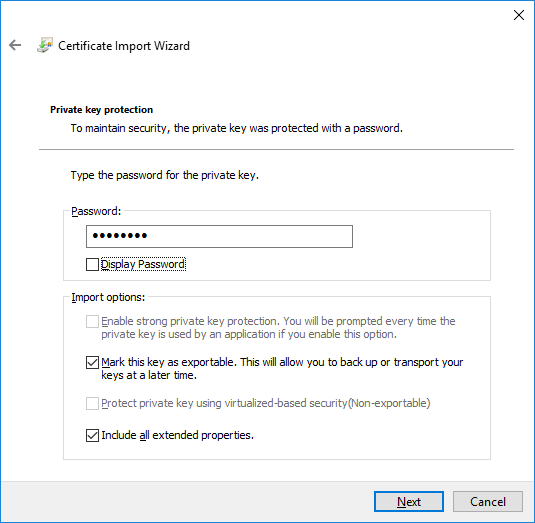 Certificate Import Wizard
Private key protection
To maintain security, the private key was protected with a password.
Type the password for the private key.
Password:
••••••••
Display Password
Import options:
Enable strong private key protection. You will be prompted every time the
private key is used by an application if you enable this option.
Mark this key as exportable. This will allow you to back up or transport your
keys at a later time.
Protect private key using virtualized-based security(Non-exportable)
Include all extended properties.
Next
Cancel